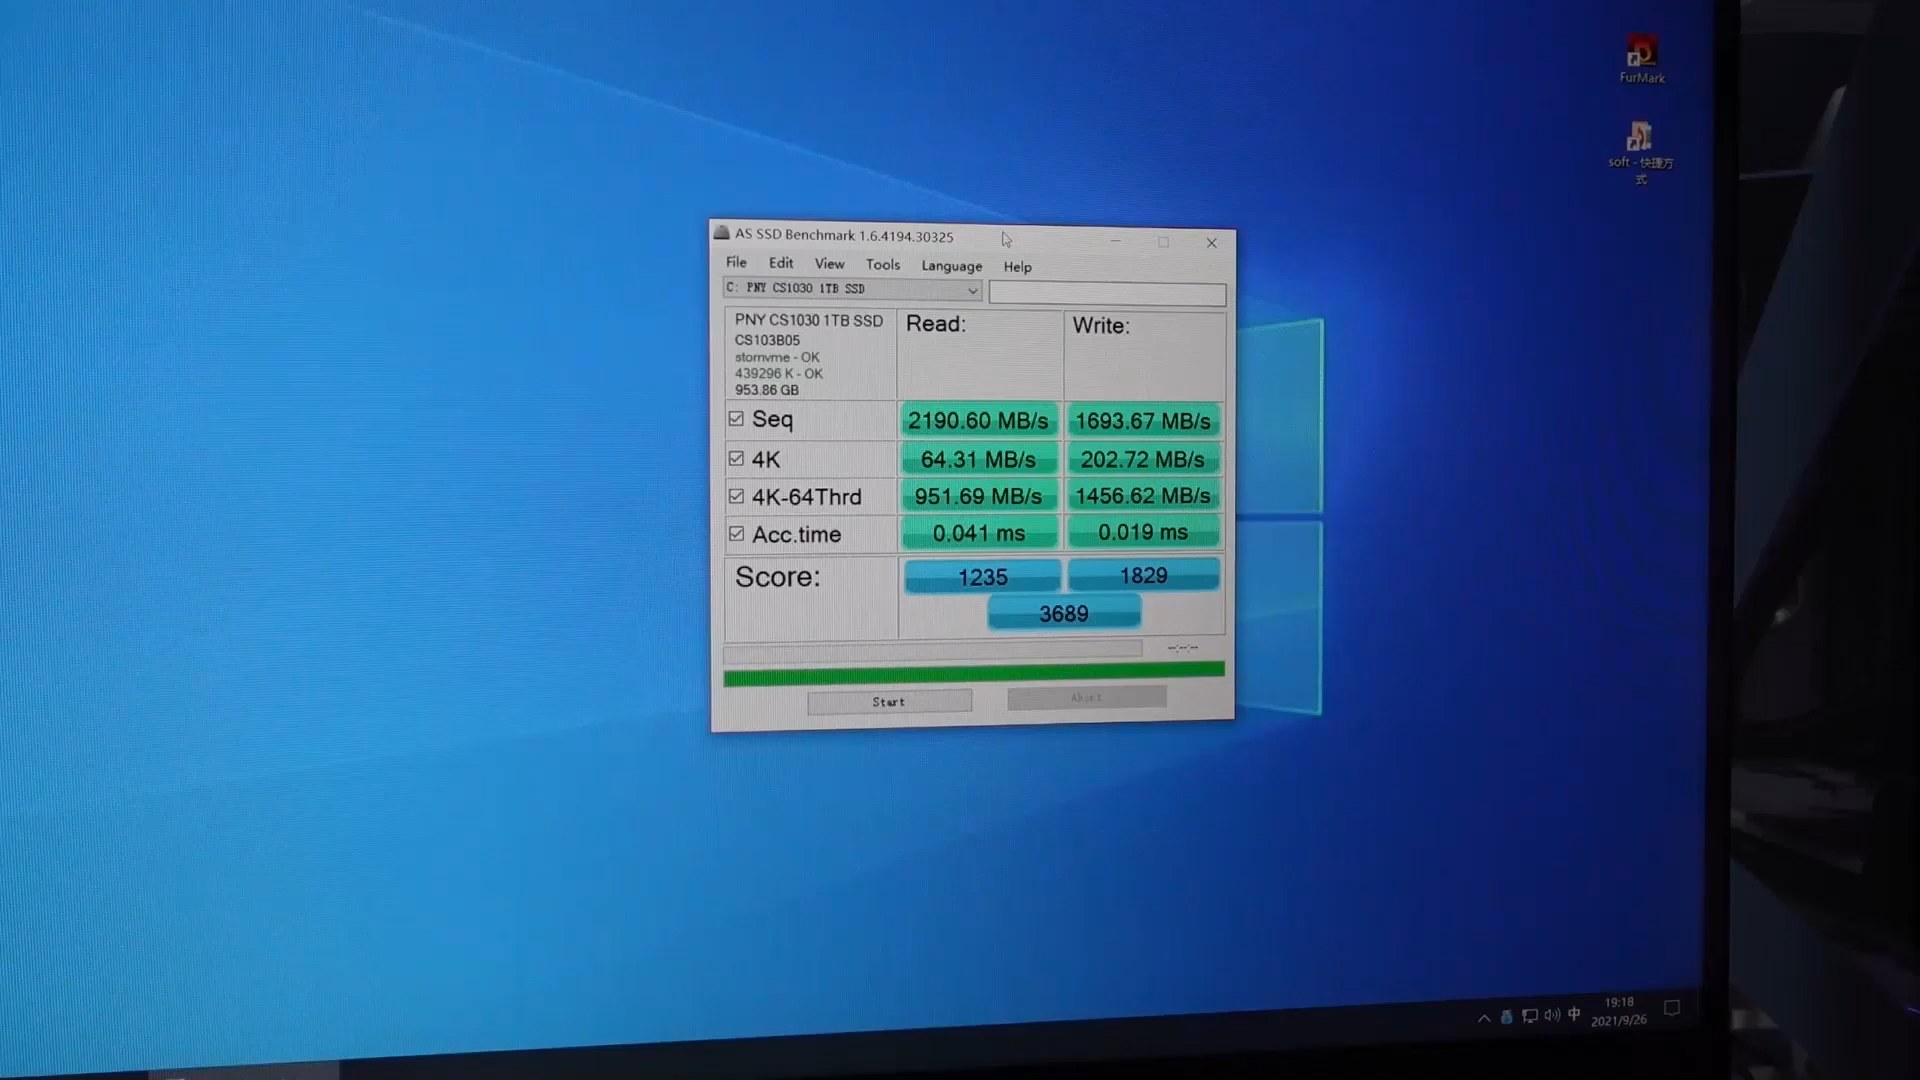 FurMark
soft - 快捷方
式
AS SSD Benchmark 1.6.4194.30325
File Edit View Tools Language Help
C: PNY CS1030 1TB SSD
PNY CS1030 1TB SSD
CS103B05
stornvme - OK
439296 K - OK
953.86 GB
Read: Write:
Seq 2190.60 MB/s 1693.67 MB/s
4K 64.31 MB/s 202.72 MB/s
4K-64Thrd 951.69 MB/s 1456.62 MB/s
Acc.time 0.041 ms 0.019 ms
Score: 1235 1829
3689
--:--:--
Start Abort
中
19:18
2021/9/26